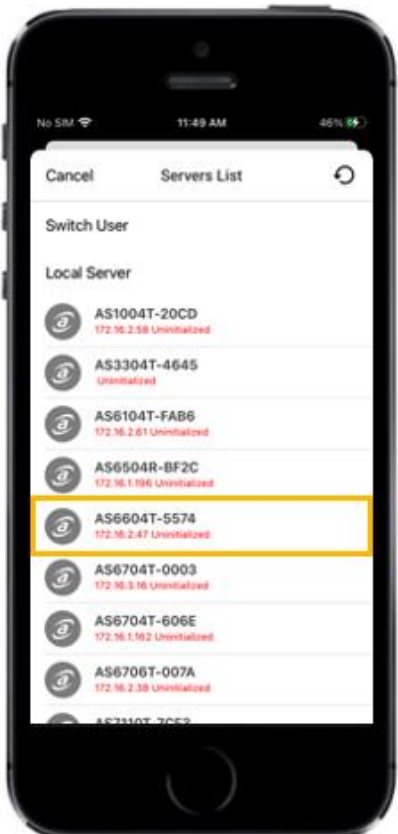 No SIM 11:49 AM 46%
Cancel Servers List
Switch User
Local Server
AS1004T-20CD
172.16.2.58 Uninitialized
AS3304T-4645
Uninitialized
AS6104T-FAB6
172.16.2.61 Uninitialized
AS6504R-BF2C
172.16.1.196 Uninitialized
AS6604T-5574
172.16.2.47 Uninitialized
AS6704T-0003
172.16.3.16 Uninitialized
AS6704T-606E
172.16.1.162 Uninitialized
AS6706T-007A
172.16.2.39 Uninitialized